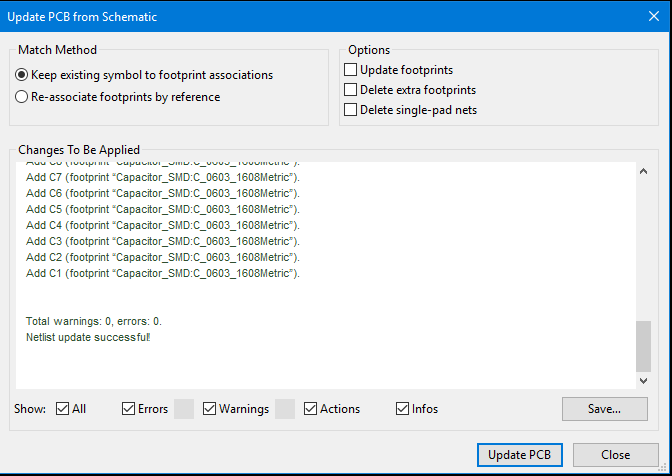 Update PCB from Schematic
Match Method
Keep existing symbol to footprint associations
Re-associate footprints by reference
Options
Update footprints
Delete extra footprints
Delete single-pad nets
Changes To Be Applied
Add C8 (footprint “Capacitor_SMD:C_0603_1608Metric”).
Add C7 (footprint “Capacitor_SMD:C_0603_1608Metric”).
Add C6 (footprint “Capacitor_SMD:C_0603_1608Metric”).
Add C5 (footprint “Capacitor_SMD:C_0603_1608Metric”).
Add C4 (footprint “Capacitor_SMD:C_0603_1608Metric”).
Add C3 (footprint “Capacitor_SMD:C_0603_1608Metric”).
Add C2 (footprint “Capacitor_SMD:C_0603_1608Metric”).
Add C1 (footprint “Capacitor_SMD:C_0603_1608Metric”).
Total warnings: 0, errors: 0.
Netlist update successful!
Show: All Errors Warnings Actions Infos Save...
Update PCB Close